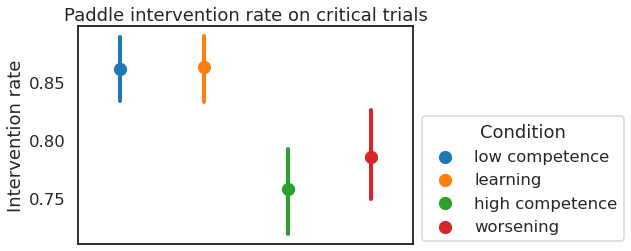 Paddle intervention rate on critical trials
Intervention rate
0.85
0.80
0.75
Condition
low competence
learning
high competence
worsening